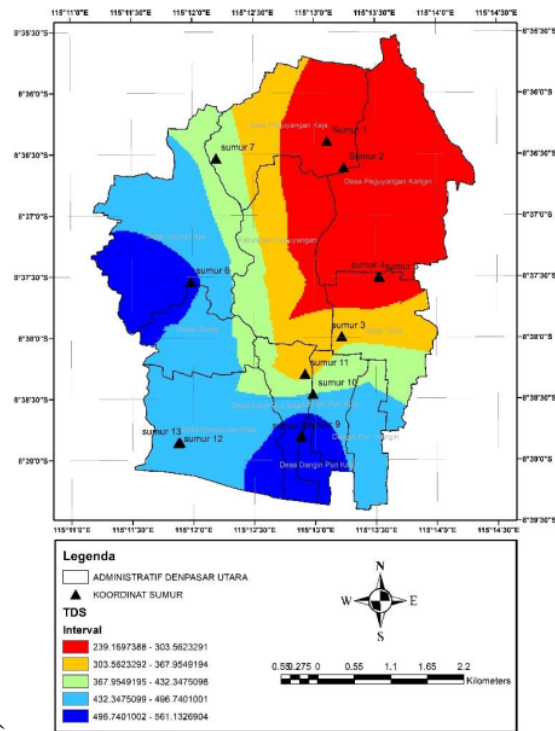 115°11'0"E 115°11'30"E 115°12'0"E 115°12'30"E 115°13'0"E 115°13'30"E 115°14'0"E 115°14'30"E
8°35'30"S 8°35'30"S
8°36'0"S 8°36'0"S
Desa Peguyangan Kaja
Sumur 1
8°36'30"S sumur 7 Sumur 2 8°36'30"S
Desa Peguyangan Kangin
8°37'0"S 8°37'0"S
Kelurahan Peguyangan
8°37'30"S sumur 6 sumur 4 8°37'30"S
8°38'0"S sumur 3 8°38'0"S
sumur 11
8°38'30"S sumur 10 8°38'30"S
sumur 13
sumur 12
8°39'0"S Desa Dangin Puri 8°39'0"S
8°39'30"S 8°39'30"S
115°11'0"E 115°11'30"E 115°12'0"E 115°12'30"E 115°13'0"E 115°13'30"E 115°14'0"E
Legenda
ADMINISTRATIF DENPASAR UTARA
KOORDINAT SUMUR
TDS
Interval
239.1697388 - 303.5623291
303.5623292 - 367.9549194
367.9549195 - 432.3475098
432.3475099 - 496.7401001
496.7401002 - 561.1326904
N
W E
S
0.55 0.275 0 0.55 1.1 1.65 2.2
Kilometers